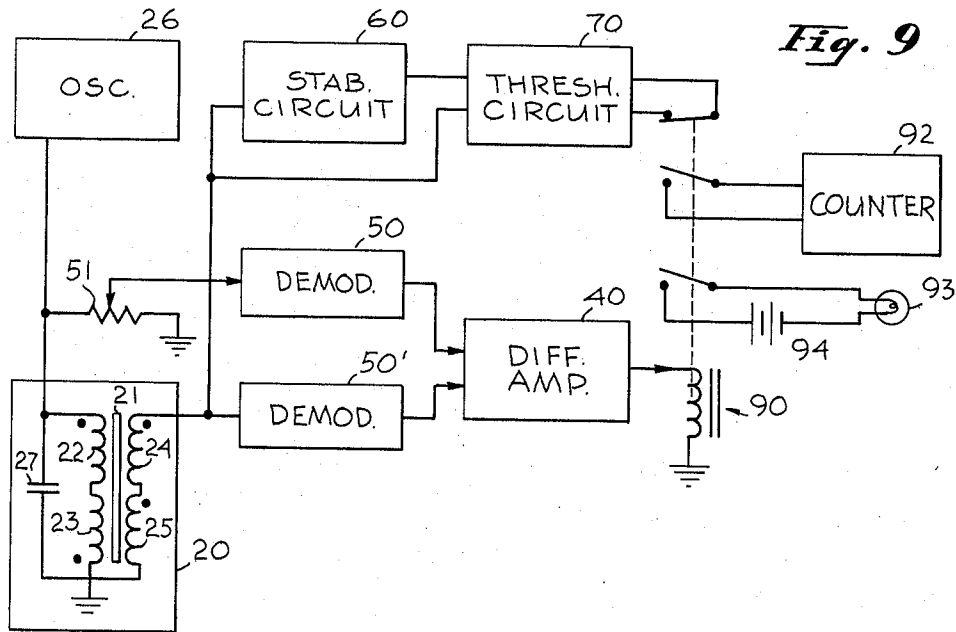 Fig. 9
26
OSC.
60
STAB.
CIRCUIT
70
THRESH.
CIRCUIT
92
COUNTER
51
50
DEMOD.
40
DIFF.
AMP.
93
94
50'
DEMOD.
90
21
22
24
27
23
25
20